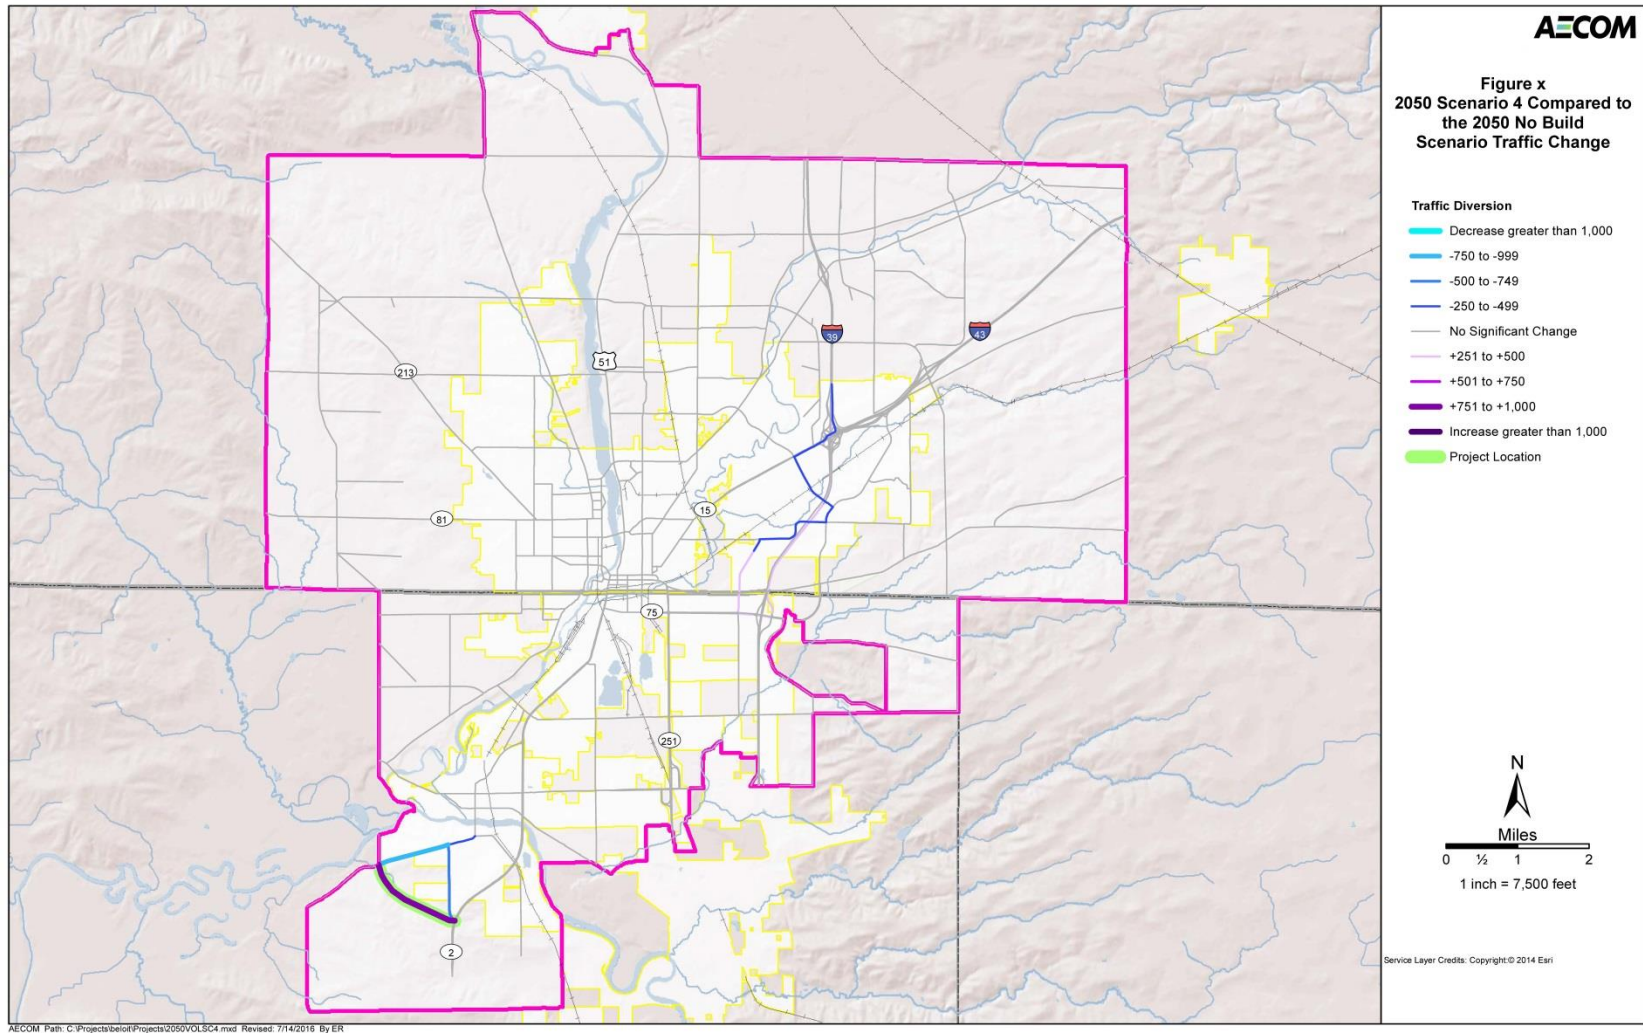 AECOM
Figure x
2050 Scenario 4 Compared to
the 2050 No Build
Scenario Traffic Change
Traffic Diversion
Decrease greater than 1,000
-750 to -999
-500 to -749
-250 to -499
No Significant Change
+251 to +500
+501 to +750
+751 to +1,000
Increase greater than 1,000
Project Location
39
43
51
213
15
81
75
251
2
N
Miles
0 ½ 1 2
1 inch = 7,500 feet
Service Layer Credits: Copyright:© 2014 Esri
AECOM Path: C:\Projects\beloit\Projects\2050VOLSC4.mxd Revised: 7/14/2016 By ER